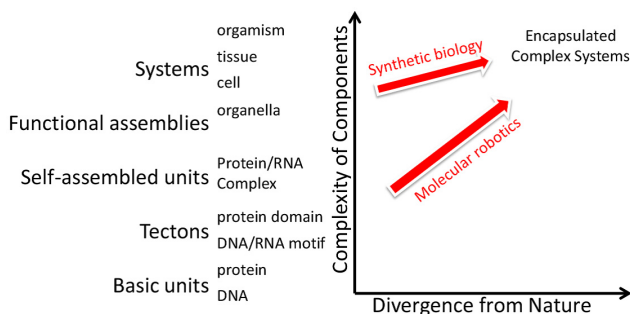 Systems
orgamism
tissue
cell
Functional assemblies
organella
Self-assembled units
Protein/RNA
Complex
Tectons
protein domain
DNA/RNA motif
Basic units
protein
DNA
Complexity of Components
Synthetic biology
Molecular robotics
Encapsulated
Complex Systems
Divergence from Nature